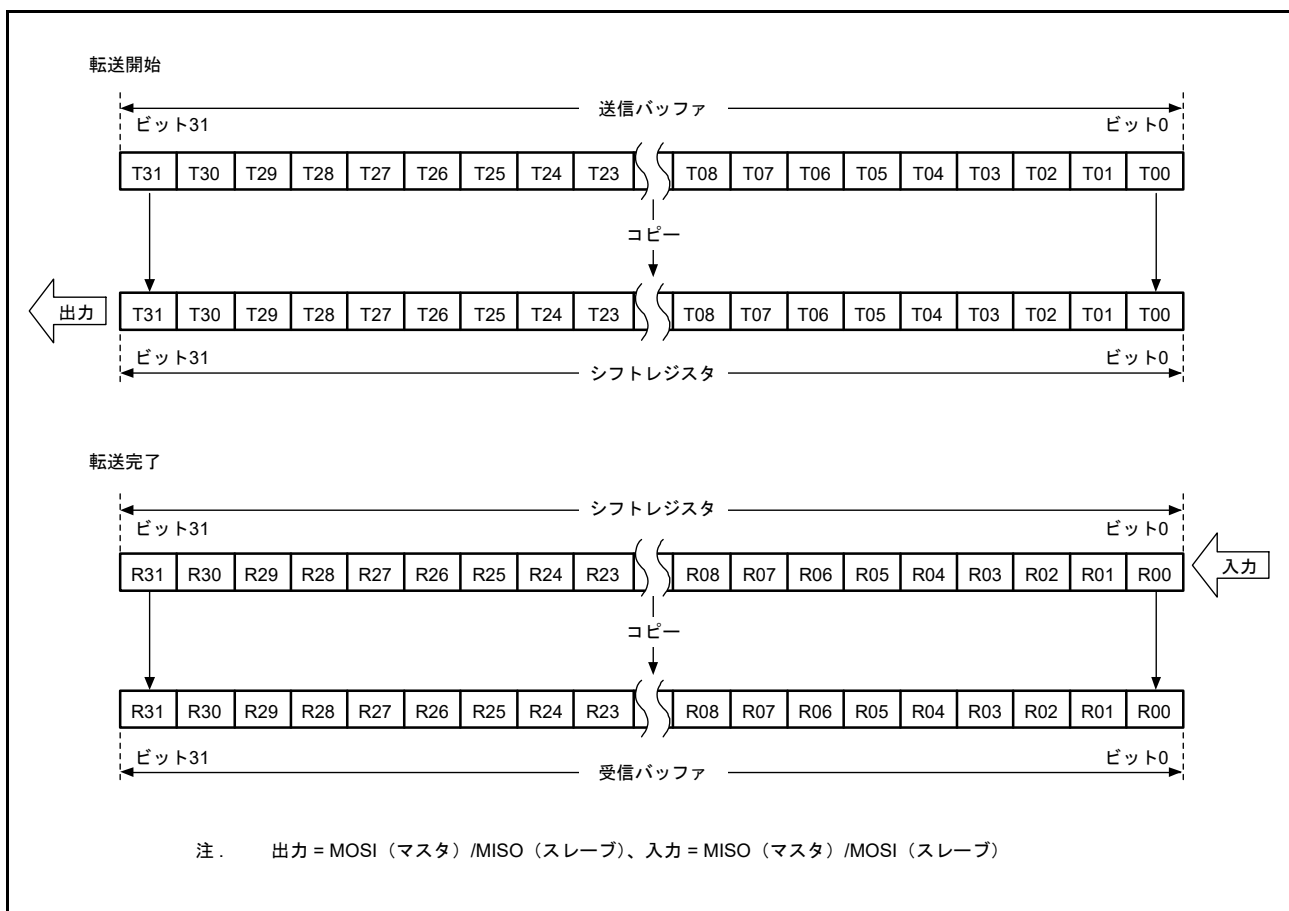 転送開始
送信バッファ
ビット31 ビット0
T31 T30 T29 T28 T27 T26 T25 T24 T23 T08 T07 T06 T05 T04 T03 T02 T01 T00
コピー
出力
T31 T30 T29 T28 T27 T26 T25 T24 T23 T08 T07 T06 T05 T04 T03 T02 T01 T00
ビット31 ビット0
シフトレジスタ
転送完了
シフトレジスタ
ビット31 ビット0
R31 R30 R29 R28 R27 R26 R25 R24 R23 R08 R07 R06 R05 R04 R03 R02 R01 R00
入力
コピー
R31 R30 R29 R28 R27 R26 R25 R24 R23 R08 R07 R06 R05 R04 R03 R02 R01 R00
ビット31 ビット0
受信バッファ
注. 出力 = MOSI（マスタ）/MISO（スレーブ）、入力 = MISO（マスタ）/MOSI（スレーブ）